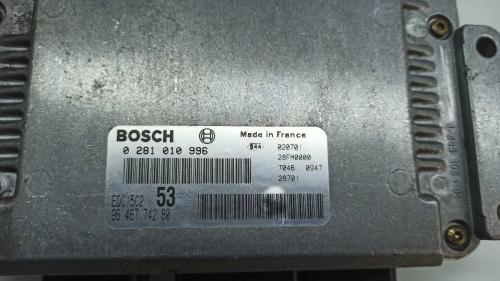 BOSCH Made in France
0 281 010 996 544 020701
28FM0000
7046 0947
28701
EDC15C2 53
96 467 742 80